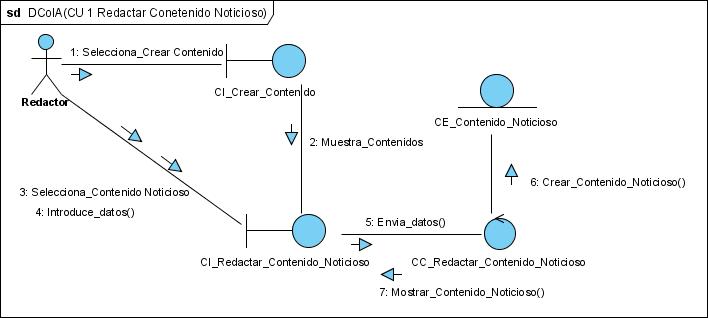 sd DColA(CU 1 Redactar Conetenido Noticioso)
1: Selecciona_Crear Contenido
Redactor
CI_Crear_Contenido
CE_Contenido_Noticioso
2: Muestra_Contenidos
3: Selecciona_Contenido Noticioso
6: Crear_Contenido_Noticioso()
4: Introduce_datos()
5: Envia_datos()
CI_Redactar_Contenido_Noticioso
CC_Redactar_Contenido_Noticioso
7: Mostrar_Contenido_Noticioso()